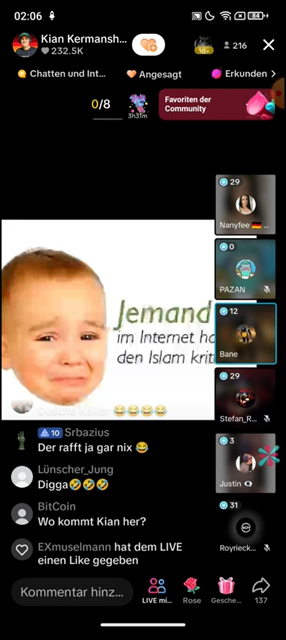 02:06
84
Kian Kermansh...
232.5K
10+
216
Chatten und Int...
Angesagt
Erkunden >
0/8
3h31m
Favoriten der
Community
29
Nanyfee
0
PAZAN
12
Bane
29
Stefan_R...
3
Justin
31
Royrieck...
Jemand
im Internet ha
den Islam krit
10 Srbazius
Der rafft ja gar nix 😂
Lünscher_Jung
Digga🤣🤣🤣
BitCoin
Wo kommt Kian her?
EXmuselmann hat dem LIVE
einen Like gegeben
Kommentar hinz...
LIVE mi...
Rose
Gesche...
137